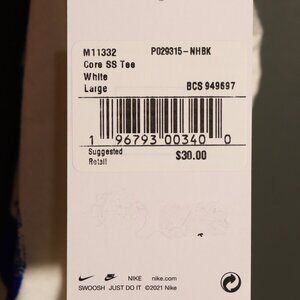 M11332 P029315-NHBK
Core SS Tee
White
Large BCS 949697
1 96793 00340 0
Suggested
Retail $30.00
NIKE nike.com
SWOOSH JUST DO IT ©2021 Nike